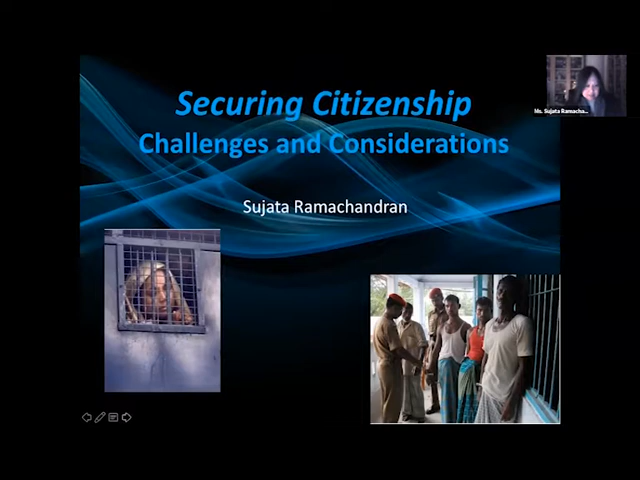 Securing Citizenship
Challenges and Considerations
Sujata Ramachandran
Ms. Sujata Ramacha...